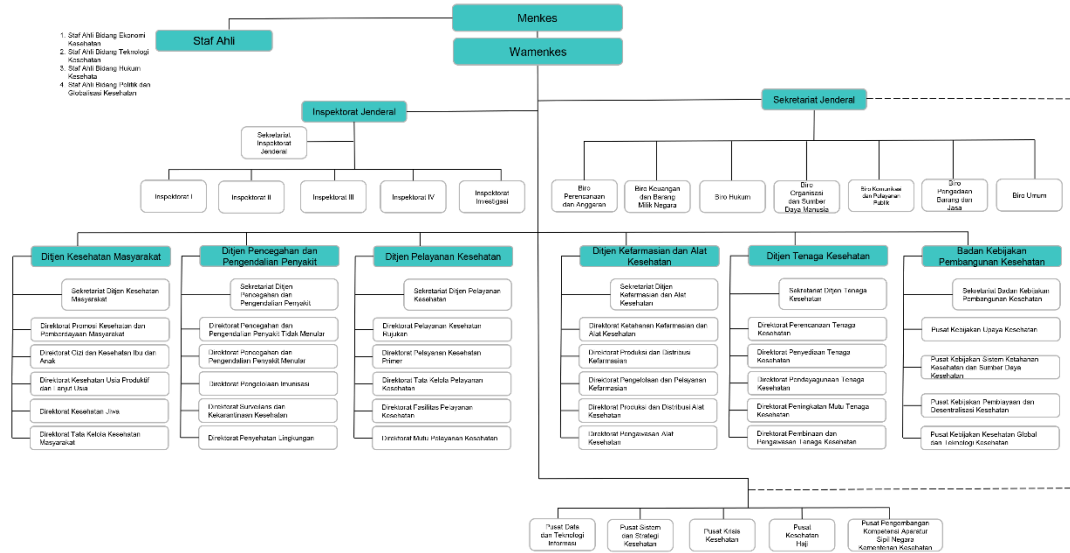 Menkes
Staf Ahli
Wamenkes
1. Staf Ahli Bidang Ekonomi
Kesehatan
2. Staf Ahli Bidang Teknologi
Kesehatan
3. Staf Ahli Bidang Hukum
Kesehata
4. Staf Ahli Bidang Politik dan
Globalisasi Kesehatan
Inspektorat Jenderal
Sekretariat Jenderal
Sekretariat
Inspektorat
Jenderal
Inspektorat I
Inspektorat II
Inspektorat III
Inspektorat IV
Inspektorat
Investigasi
Biro
Perencanaan
dan Anggaran
Biro Keuangan
dan Barang
Milik Negara
Biro Hukum
Biro
Organisasi
dan Sumber
Daya Manusia
Biro Komunikasi
dan Pelayanan
Publik
Biro
Pengadaan
Barang dan
Jasa
Biro Umum
Ditjen Kesehatan Masyarakat
Sekretariat Ditjen Kesehatan
Masyarakat
Direktorat Promosi Kesehatan dan
Pemberdayaan Masyarakat
Direktorat Gizi dan Kesehatan Ibu dan
Anak
Direktorat Kesehatan Usia Produktif
dan Lanjut Usia
Direktorat Kesehatan Jiwa
Direktorat Tata Kelola Kesehatan
Masyarakat
Ditjen Pencegahan dan
Pengendalian Penyakit
Sekretariat Ditjen
Pencegahan dan
Pengendalian Penyakit
Direktorat Pencegahan dan
Pengendalian Penyakit Tidak Menular
Direktorat Pencegahan dan
Pengendalian Penyakit Menular
Direktorat Pengelolaan Imunisasi
Direktorat Surveilans dan
Kekarantinaan Kesehatan
Direktorat Penyehatan Lingkungan
Ditjen Pelayanan Kesehatan
Sekretariat Ditjen Pelayanan
Kesehatan
Direktorat Pelayanan Kesehatan
Rujukan
Direktorat Pelayanan Kesehatan
Primer
Direktorat Tata Kelola Pelayanan
Kesehatan
Direktorat Fasilitas Pelayanan
Kesehatan
Direktorat Mutu Pelayanan Kesehatan
Ditjen Kefarmasian dan Alat
Kesehatan
Sekretariat Ditjen
Kefarmasian dan Alat
Kesehatan
Direktorat Ketahanan Kefarmasian dan
Alat Kesehatan
Direktorat Produksi dan Distribusi
Kefarmasian
Direktorat Pengelolaan dan Pelayanan
Kefarmasian
Direktorat Produksi dan Distribusi Alat
Kesehatan
Direktorat Pengawasan Alat
Kesehatan
Ditjen Tenaga Kesehatan
Sekretariat Ditjen Tenaga
Kesehatan
Direktorat Perencanaan Tenaga
Kesehatan
Direktorat Penyediaan Tenaga
Kesehatan
Direktorat Pendayagunaan Tenaga
Kesehatan
Direktorat Peningkatan Mutu Tenaga
Kesehatan
Direktorat Pembinaan dan
Pengawasan Tenaga Kesehatan
Badan Kebijakan
Pembangunan Kesehatan
Sekretariat Badan Kebijakan
Pembangunan Kesehatan
Pusat Kebijakan Upaya Kesehatan
Pusat Kebijakan Sistem Ketahanan
Kesehatan dan Sumber Daya
Kesehatan
Pusat Kebijakan Pembiayaan dan
Desentralisasi Kesehatan
Pusat Kebijakan Kesehatan Global
dan Teknologi Kesehatan
Pusat Data
dan Teknologi
Informasi
Pusat Sistem
dan Strategi
Kesehatan
Pusat Krisis
Kesehatan
Pusat
Kesehatan
Haji
Pusat Pengembangan
Kompetensi Aparatur
Sipil Negara
Kementerian Kesehatan